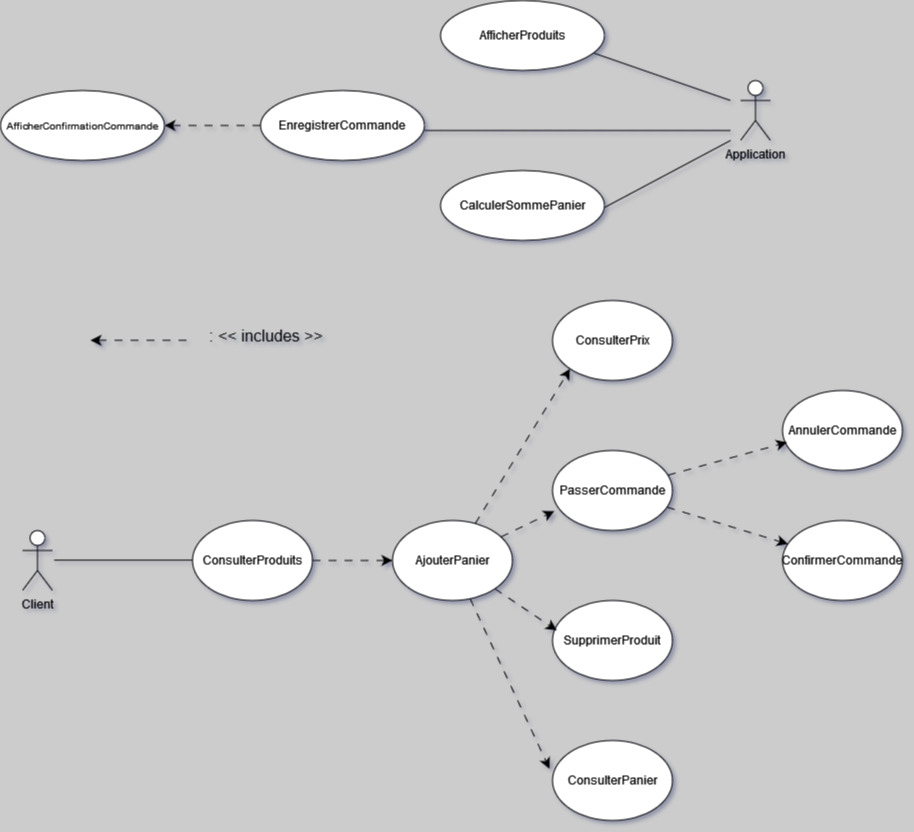 AfficherProduits
AfficherConfirmationCommande
EnregistrerCommande
Application
CalculerSommePanier
: << includes >>
ConsulterPrix
AnnulerCommande
PasserCommande
ConsulterProduits
AjouterPanier
ConfirmerCommande
Client
SupprimerProduit
ConsulterPanier